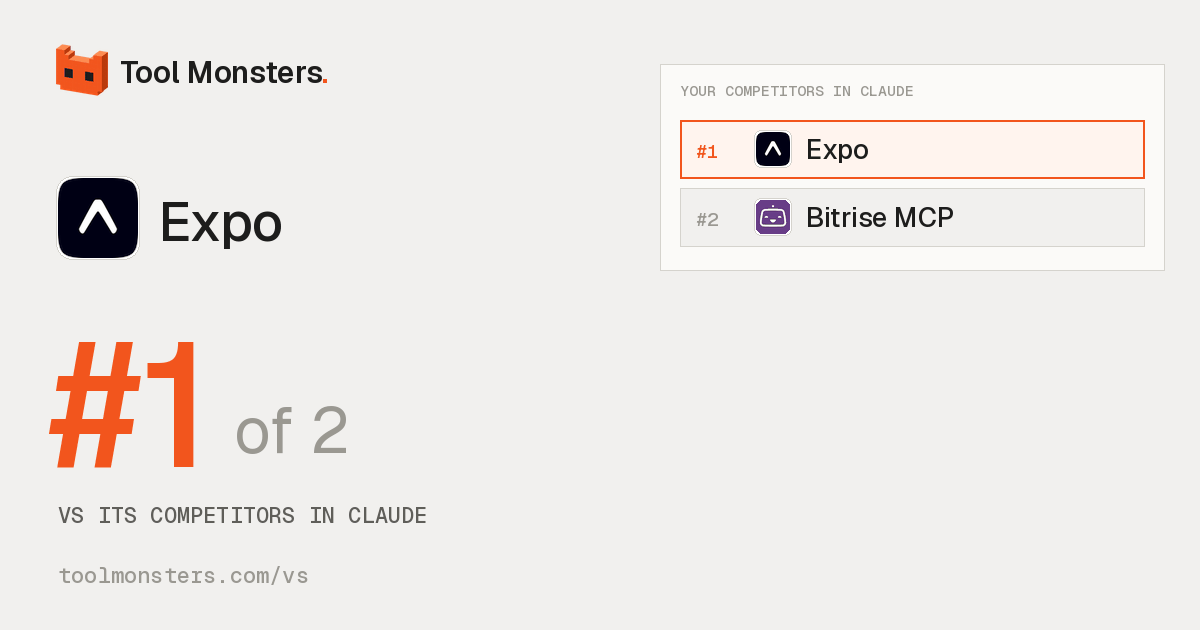 Tool Monsters.
Expo
#1 of 2
VS ITS COMPETITORS IN CLAUDE
toolmonsters.com/vs
YOUR COMPETITORS IN CLAUDE
#1 Expo
#2 Bitrise MCP